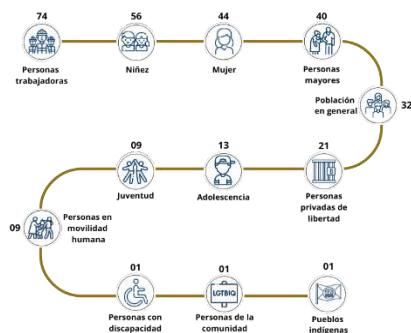 74
Personas
trabajadoras
56
Niñez
44
Mujer
40
Personas
mayores
Población
en general
32
21
Personas
privadas de
libertad
13
Adolescencia
09
Juventud
09
Personas en
movilidad
humana
01
Personas con
discapacidad
01
LGTBIQ
Personas de la
comunidad
01
Pueblos
indígenas